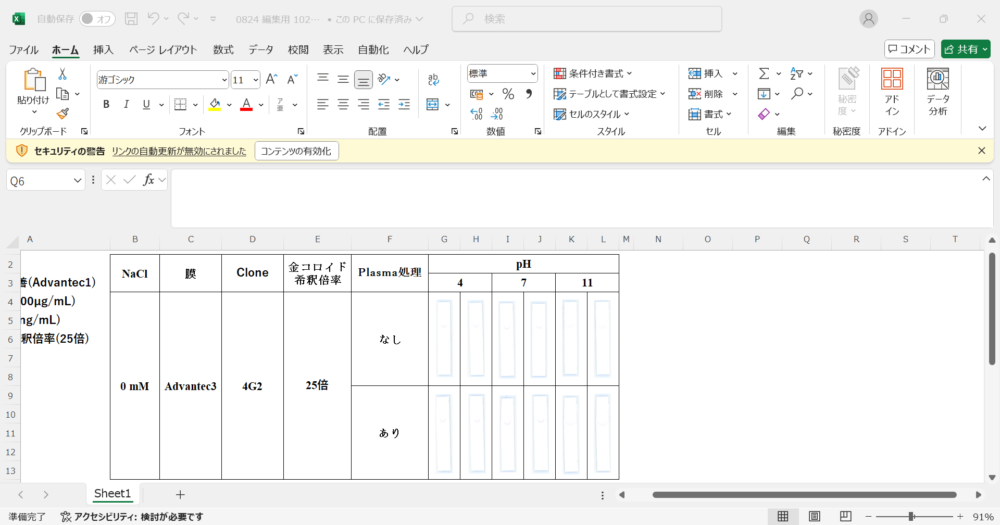 自動保存 オフ 0824 編集用 102… • この PC に保存済み 検索
ファイル ホーム 挿入 ページ レイアウト 数式 データ 校閲 表示 自動化 ヘルプ コメント 共有
貼り付け
クリップボード
游ゴシック 11
B I U
フォント
配置
標準
数値
条件付き書式
テーブルとして書式設定
セルのスタイル
スタイル
挿入
削除
書式
セル
編集
秘密度
秘密度
アドイン
アドイン
データ分析
セキュリティの警告 リンクの自動更新が無効にされました コンテンツの有効化
Q6
fx
A B C D E F G H I J K L M N O P Q R S T
2
3 善(Advantec1)
4 00μg/mL)
5 ng/mL)
6 釈倍率(25倍)
7
8
9
10
11
12
13
NaCl 膜 Clone 金コロイド希釈倍率 Plasma処理 pH
4 7 11
0 mM Advantec3 4G2 25倍
なし
あり
Sheet1
準備完了 アクセシビリティ: 検討が必要です 91%